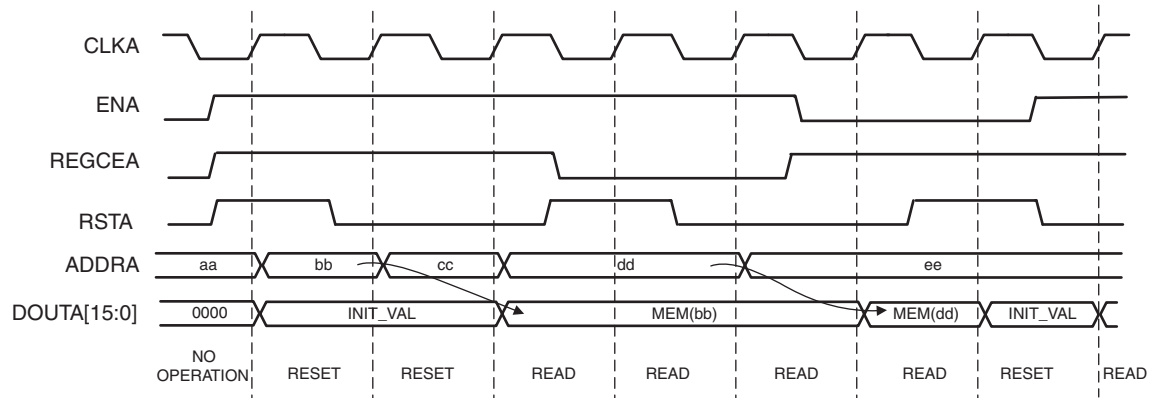 CLKA
ENA
REGCEA
RSTA
ADDRA aa bb cc dd ee
DOUTA[15:0] 0000 INIT_VAL MEM(bb) MEM(dd) INIT_VAL
NO
OPERATION RESET RESET READ READ READ READ RESET READ